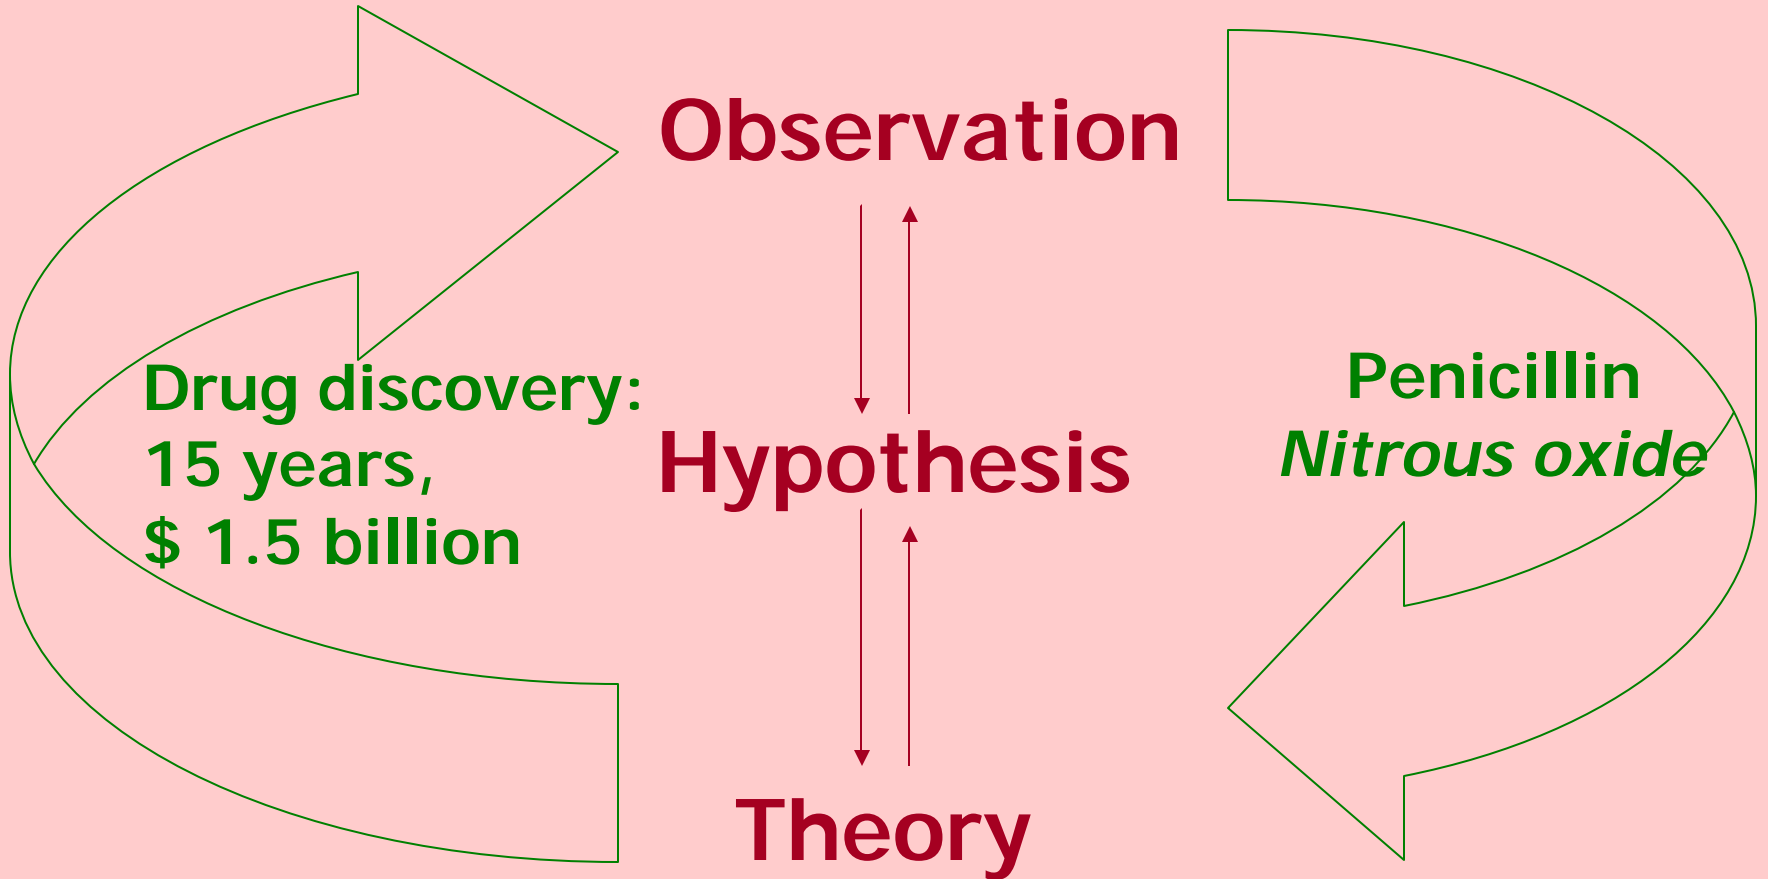 Observation
Drug discovery:
15 years,
$ 1.5 billion
Hypothesis
Penicillin
Nitrous oxide
Theory